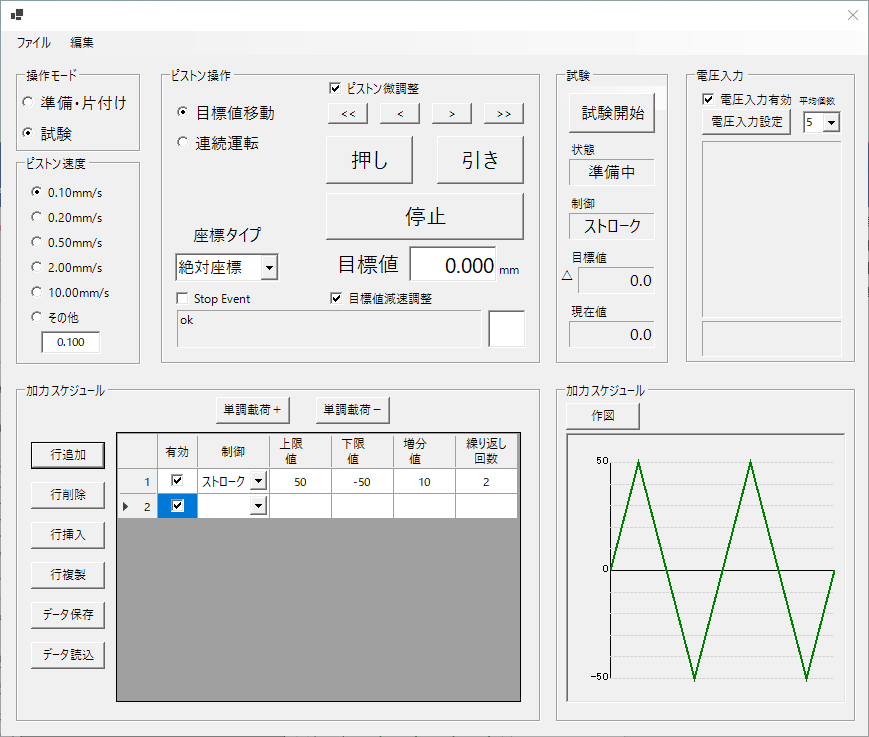 ファイル 編集
操作モード
準備・片付け
試験
ピストン速度
0.10mm/s
0.20mm/s
0.50mm/s
2.00mm/s
10.00mm/s
その他
0.100
ピストン操作
目標値移動
連続運転
ピストン微調整
<< < > >>
押し 引き
停止
座標タイプ
絶対座標
目標値 0.000 mm
Stop Event
目標値減速調整
ok
試験
試験開始
状態
準備中
制御
ストローク
目標値
△ 0.0
現在値
0.0
電圧入力
電圧入力有効 平均個数
電圧入力設定 5
加力スケジュール
単調載荷+ 単調載荷-
行追加
行削除
行挿入
行複製
データ保存
データ読込
有効 制御 上限値 下限値 増分値 繰り返し回数
1 ストローク 50 -50 10 2
2
加力スケジュール
作図
50
0
-50